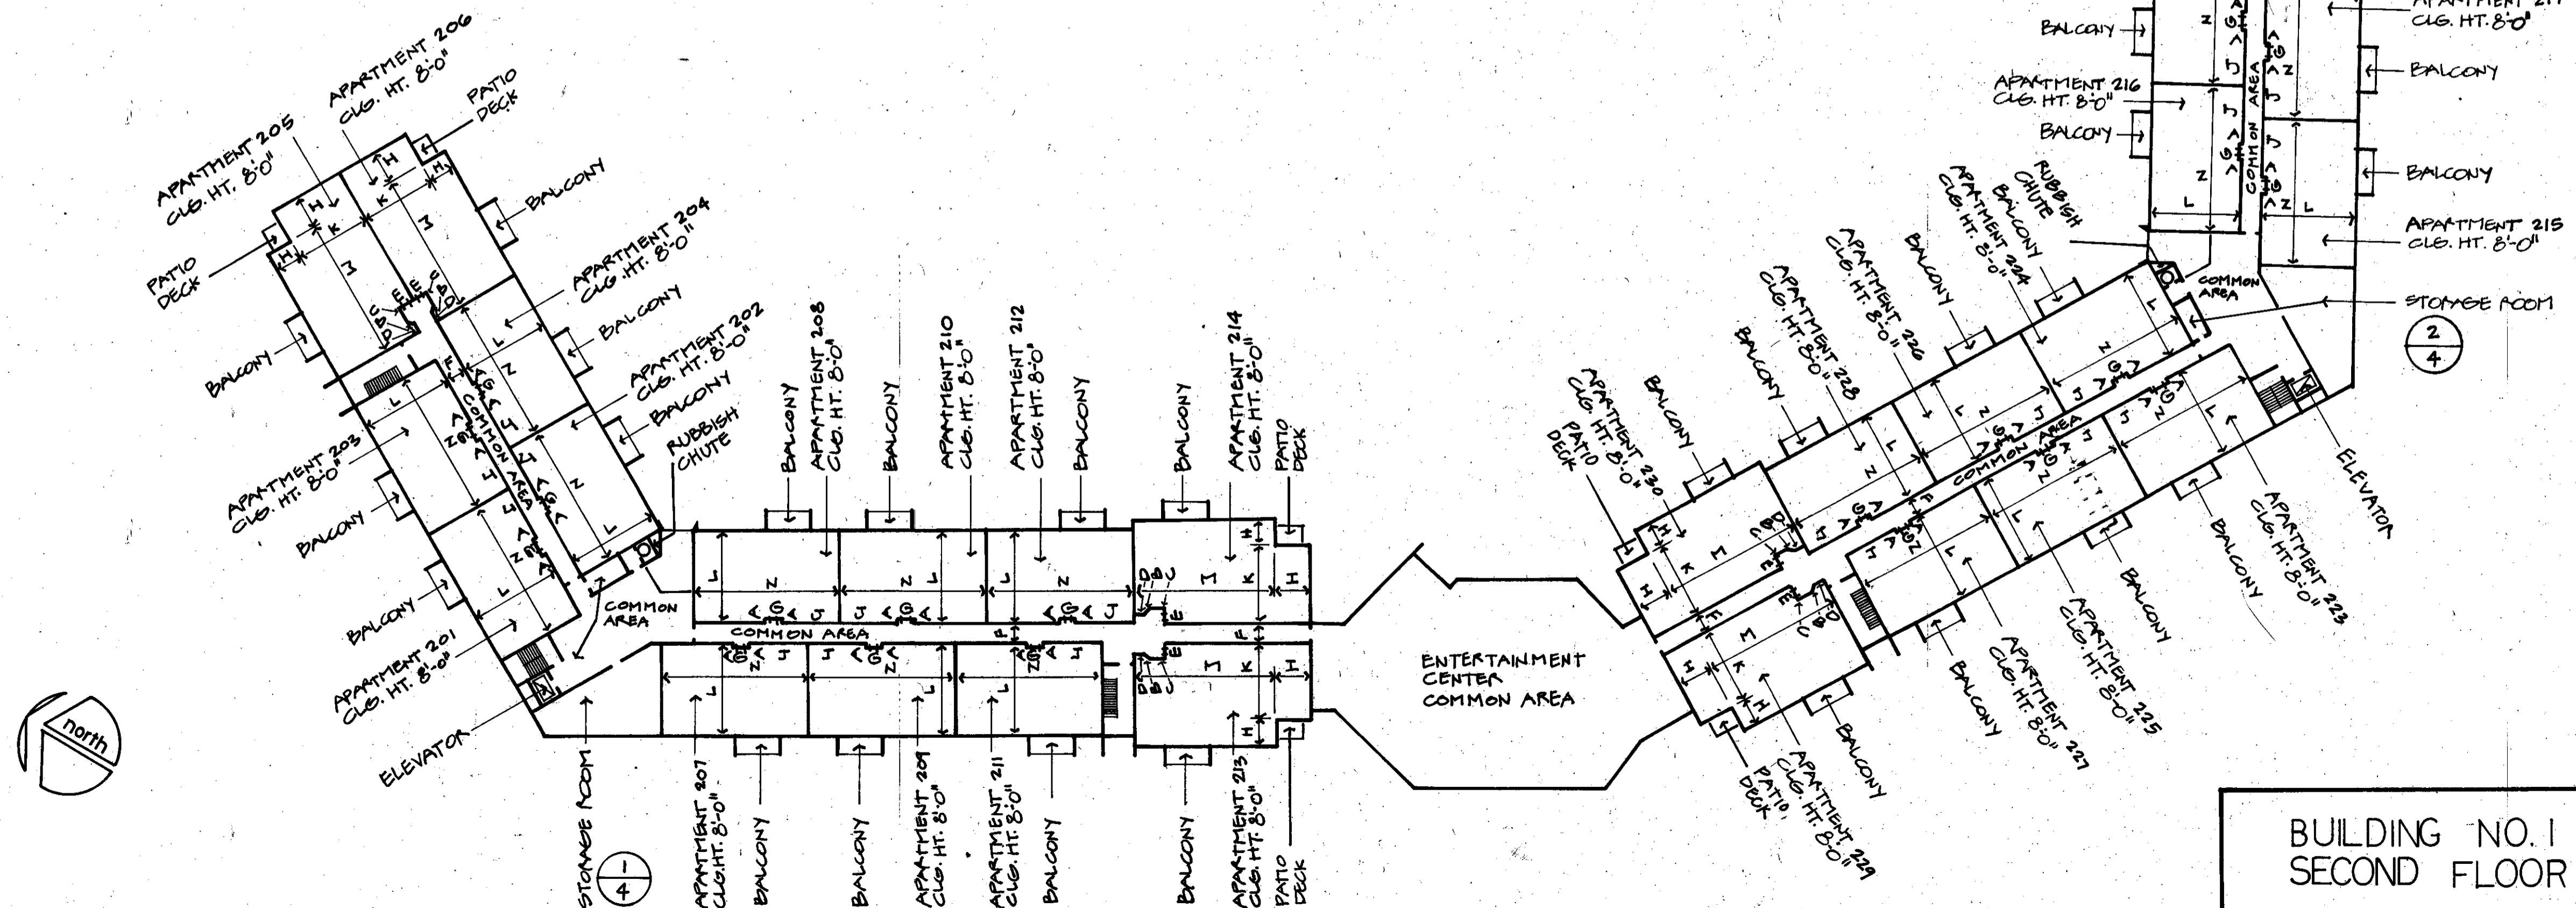 APARTMENT 206
CLG. HT. 8'-0"
PATIO
DECK
APARTMENT 205
CLG. HT. 8'-0"
BALCONY
APARTMENT 204
CLG. HT. 8'-0"
PATIO
DECK
BALCONY
APARTMENT 202
CLG. HT. 8'-0"
BALCONY
BALCONY
RUBBISH
CHUTE
APARTMENT 203
CLG. HT. 8'-0"
COMMON AREA
BALCONY
BALCONY
APARTMENT 201
CLG. HT. 8'-0"
COMMON
AREA
ELEVATOR
north
STORAGE ROOM
1
4
BALCONY
APARTMENT 208
CLG. HT. 8'-0"
BALCONY
APARTMENT 210
CLG. HT. 8'-0"
APARTMENT 212
CLG. HT. 8'-0"
BALCONY
BALCONY
APARTMENT 214
CLG. HT. 8'-0"
PATIO
DECK
COMMON AREA
APARTMENT 207
CLG. HT. 8'-0"
BALCONY
BALCONY
APARTMENT 209
CLG. HT. 8'-0"
APARTMENT 211
CLG. HT. 8'-0"
BALCONY
BALCONY
APARTMENT 213
CLG. HT. 8'-0"
PATIO
DECK
ENTERTAINMENT
CENTER
COMMON AREA
PATIO
DECK
APARTMENT 230
CLG. HT. 8'-0"
BALCONY
BALCONY
APARTMENT 228
CLG. HT. 8'-0"
APARTMENT 226
CLG. HT. 8'-0"
BALCONY
APARTMENT 224
CLG. HT. 8'-0"
BALCONY
RUBBISH
CHUTE
COMMON AREA
PATIO
DECK
APARTMENT 229
CLG. HT. 8'-0"
BALCONY
BALCONY
APARTMENT 227
CLG. HT. 8'-0"
APARTMENT 225
CLG. HT. 8'-0"
BALCONY
BALCONY
APARTMENT 223
CLG. HT. 8'-0"
ELEVATOR
BALCONY
APARTMENT 216
CLG. HT. 8'-0"
BALCONY
COMMON AREA
CLG. HT. 8'-0"
BALCONY
BALCONY
APARTMENT 215
CLG. HT. 8'-0"
COMMON
AREA
STORAGE ROOM
2
4
BUILDING NO. 1
SECOND FLOOR